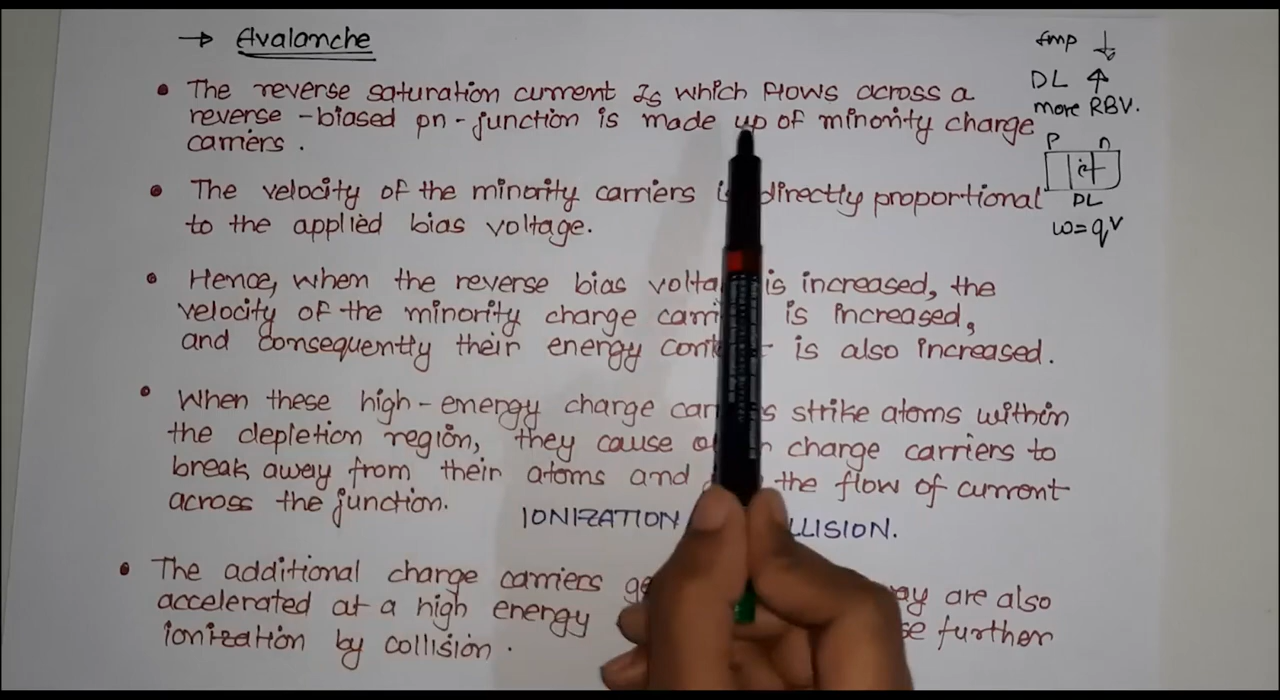 → Avalanche
• The reverse saturation current Is which flows across a
reverse-biased pn-junction is made up of minority charge
carriers.
• The velocity of the minority carriers directly proportional
to the applied bias voltage.
• Hence, when the reverse bias is increased, the
velocity of the minority charge is increased,
and consequently their energy is also increased.
• When these high-energy charge strike atoms within
the depletion region, they cause charge carriers to
break away from their atoms and the flow of current
across the junction.
IONIZATION
• The additional charge carriers are also
accelerated at a high energy further
ionization by collision.
Imp ↓
DL ↑
more RBV.
P n
DL
w=qv